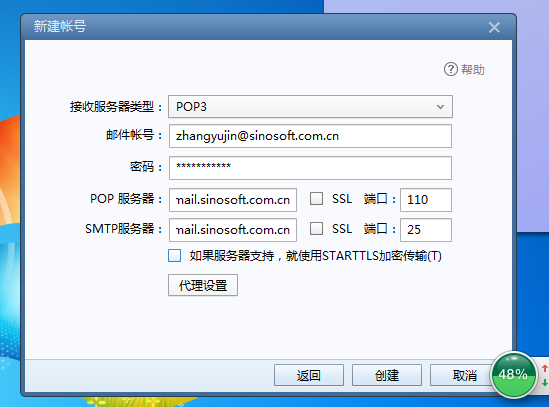 新建帐号
帮助
接收服务器类型： POP3
邮件帐号： zhangyujin@sinosoft.com.cn
密码： ***********
POP 服务器： mail.sinosoft.com.cn SSL 端口： 110
SMTP服务器： mail.sinosoft.com.cn SSL 端口： 25
如果服务器支持，就使用STARTTLS加密传输(T)
代理设置
返回 创建 取消
48%